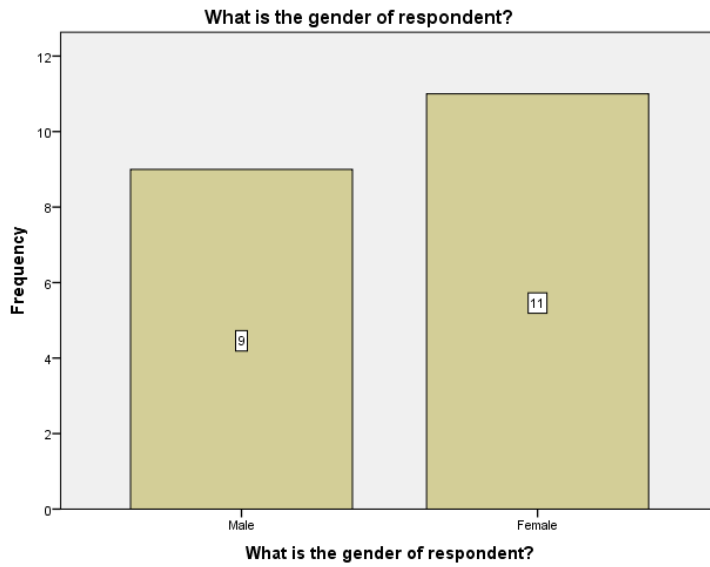 What is the gender of respondent?
12
10
8
6
4
2
0
Frequency
9
11
Male
Female
What is the gender of respondent?